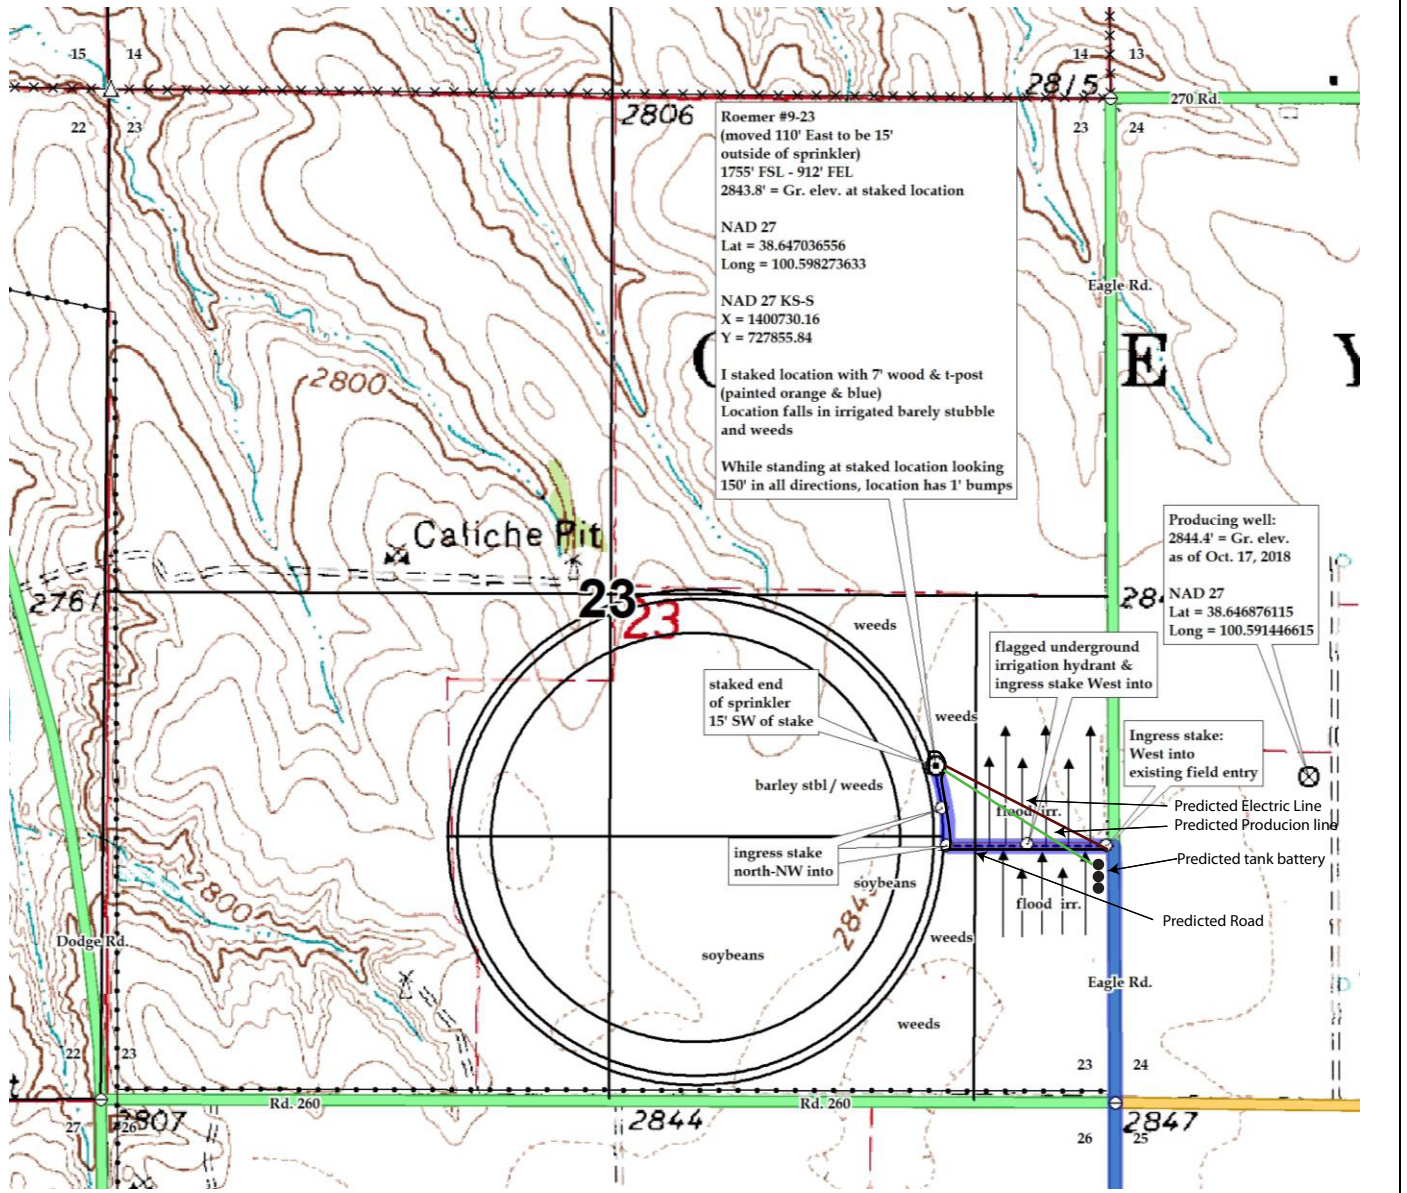 15 14
14 13
2815
270 Rd.
2806
22 23
23 24
Roemer #9-23
(moved 110' East to be 15'
outside of sprinkler)
1755' FSL - 912' FEL
2843.8' = Gr. elev. at staked location
NAD 27
Lat = 38.647036556
Long = 100.598273633
NAD 27 KS-S
X = 1400730.16
Y = 727855.84
I staked location with 7' wood & t-post
(painted orange & blue)
Location falls in irrigated barely stubble
and weeds
While standing at staked location looking
150' in all directions, location has 1' bumps
Eagle Rd.
E Y
2800
Caliche Pit
Producing well:
2844.4' = Gr. elev.
as of Oct. 17, 2018
NAD 27
Lat = 38.646876115
Long = 100.591446615
2761
23
23
284
weeds
flagged underground
irrigation hydrant &
ingress stake West into
staked end
of sprinkler
15' SW of stake
weeds
Ingress stake:
West into
existing field entry
barley stbl / weeds
flood irr.
Predicted Electric Line
Predicted Producion line
ingress stake
north-NW into
soybeans
Predicted tank battery
flood irr.
Predicted Road
2800
284
Dodge Rd.
soybeans
weeds
Eagle Rd.
weeds
22 23
23 24
Rd. 260
Rd. 260
2807
2844
2847
27 26
26 25